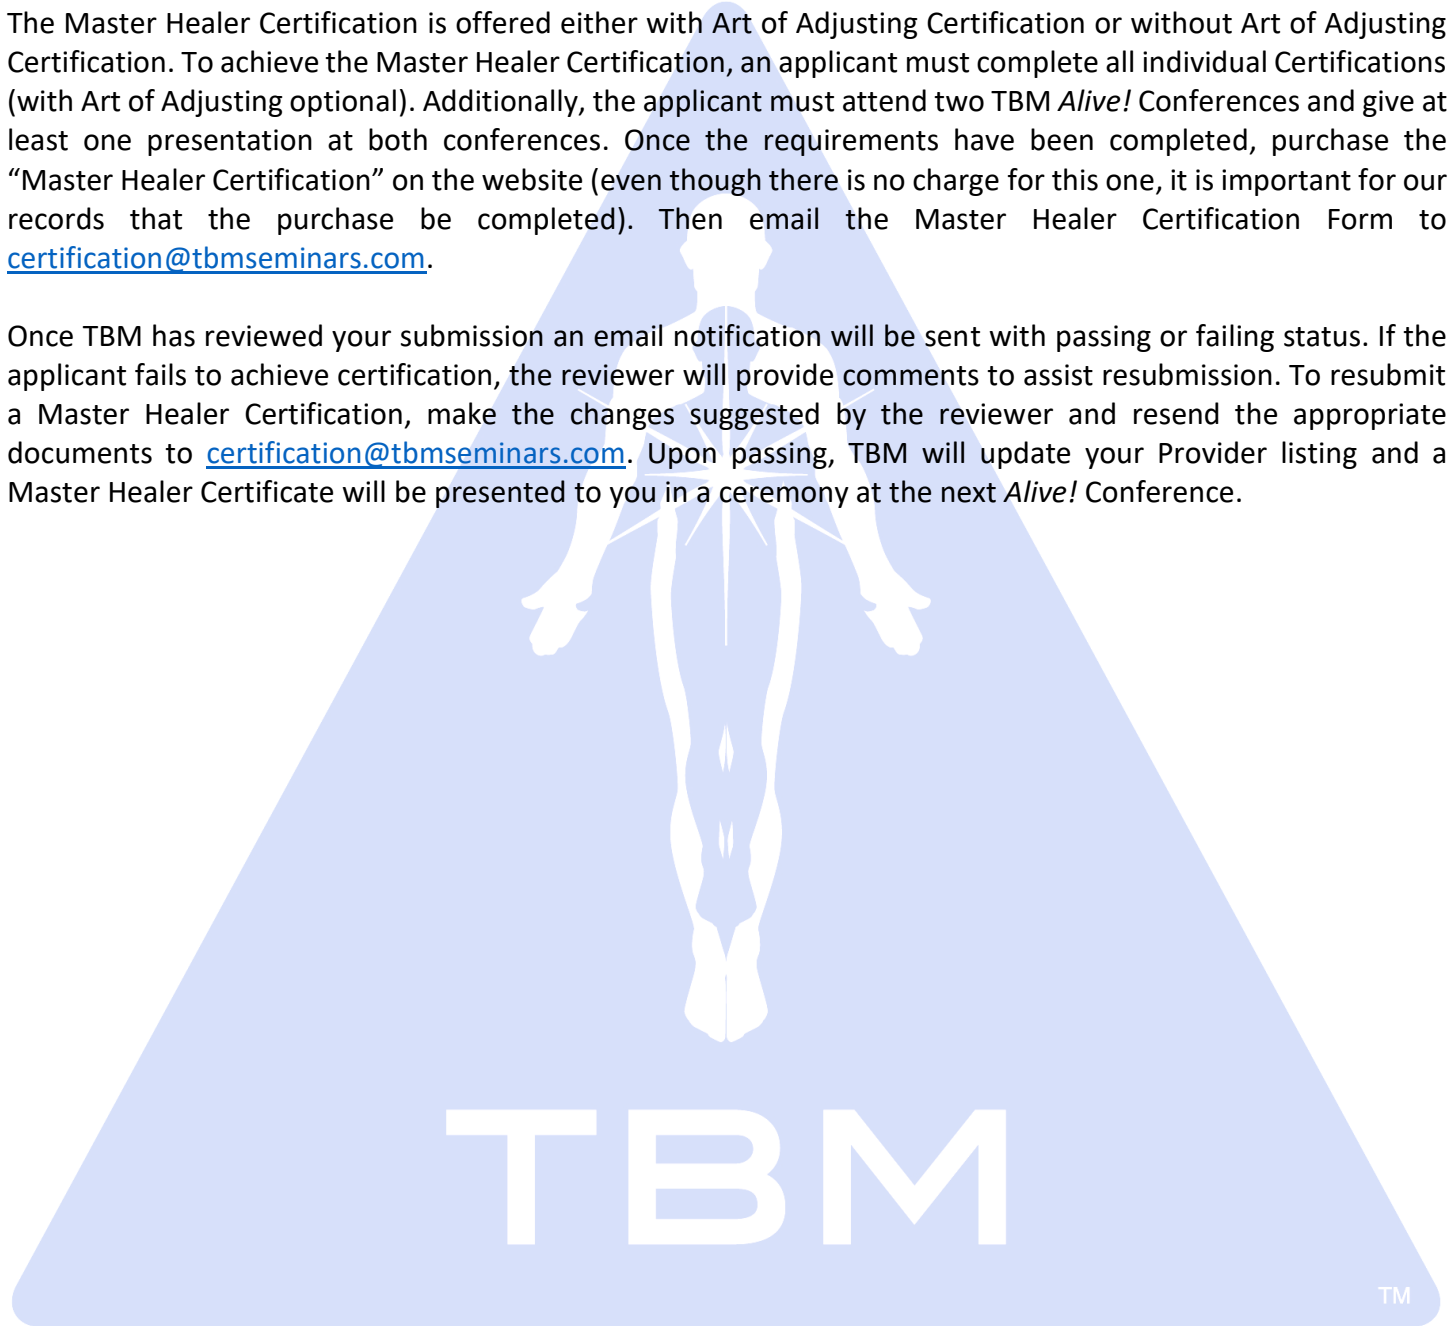 The Master Healer Certification is offered either with Art of Adjusting Certification or without Art of Adjusting
Certification. To achieve the Master Healer Certification, an applicant must complete all individual Certifications
(with Art of Adjusting optional). Additionally, the applicant must attend two TBM Alive! Conferences and give at
least one presentation at both conferences. Once the requirements have been completed, purchase the
“Master Healer Certification” on the website (even though there is no charge for this one, it is important for our
records that the purchase be completed). Then email the Master Healer Certification Form to
certification@tbmseminars.com.
Once TBM has reviewed your submission an email notification will be sent with passing or failing status. If the
applicant fails to achieve certification, the reviewer will provide comments to assist resubmission. To resubmit
a Master Healer Certification, make the changes suggested by the reviewer and resend the appropriate
documents to certification@tbmseminars.com. Upon passing, TBM will update your Provider listing and a
Master Healer Certificate will be presented to you in a ceremony at the next Alive! Conference.
TBM
TM